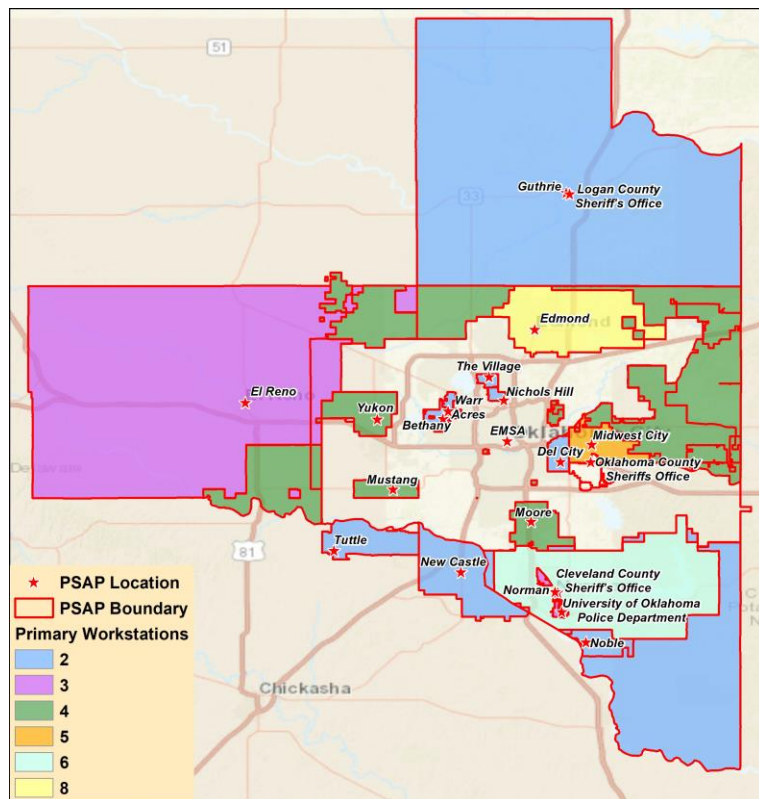 51
33
Guthrie
Logan County
Sheriff's Office
Edmond
El Reno
The Village
Nichols Hill
Warr
Acres
Bethany
Yukon
EMSA
Midwest City
Del City
Oklahoma County
Sheriffs Office
Mustang
Moore
Tuttle
New Castle
81
Cleveland County
Sheriff's Office
Norman
University of Oklahoma
Police Department
Noble
Chickasha
PSAP Location
PSAP Boundary
Primary Workstations
2
3
4
5
6
8